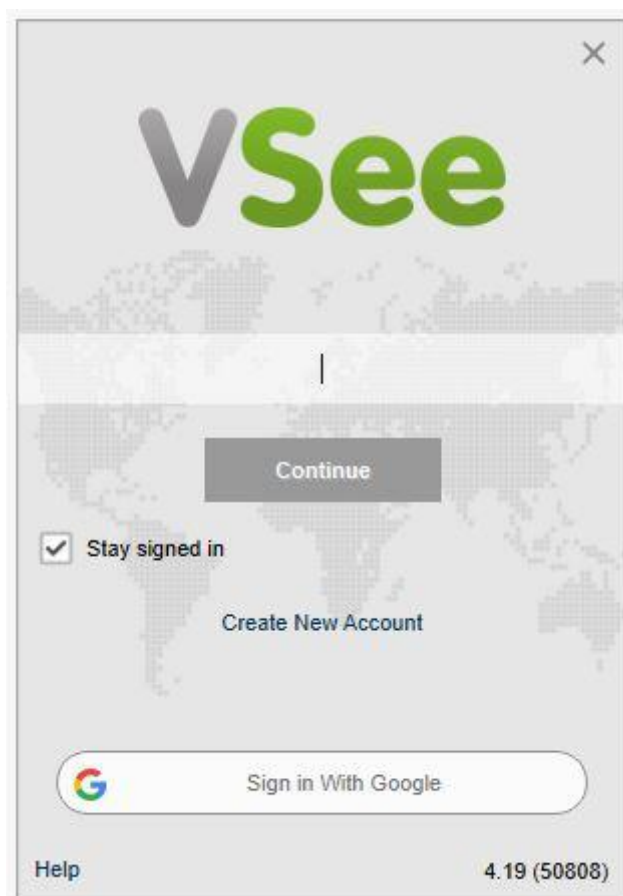 VSee
Continue
Stay signed in
Create New Account
Sign in With Google
Help
4.19 (50808)